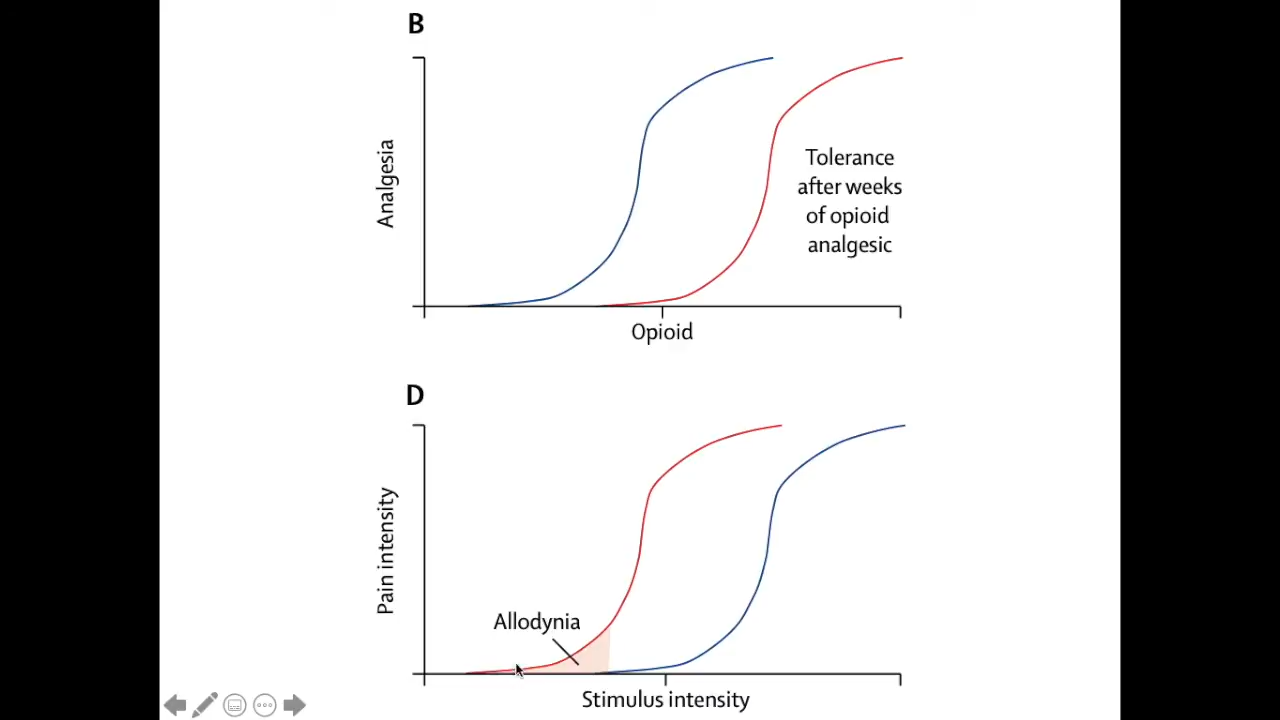 B
Analgesia
Tolerance
after weeks
of opioid
analgesic
Opioid
D
Pain intensity
Allodynia
Stimulus intensity